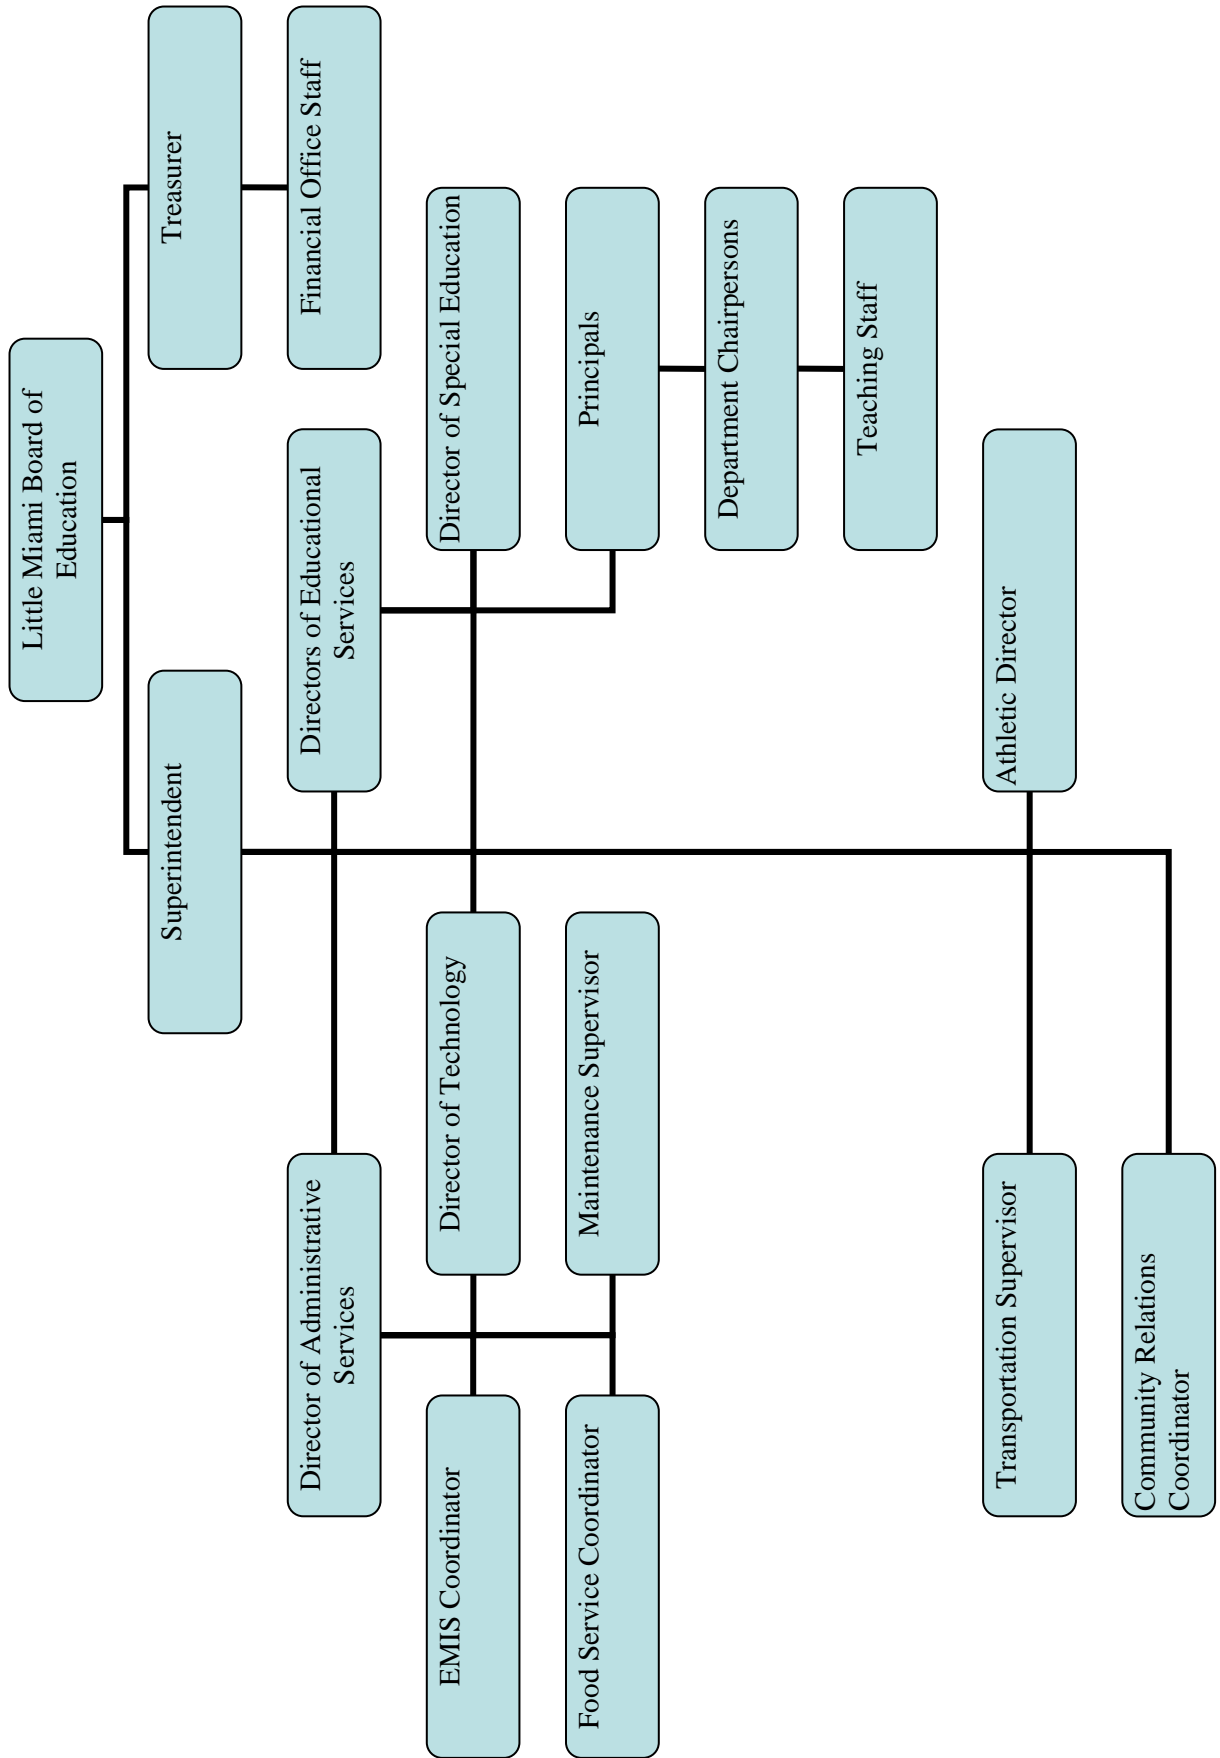 Little Miami Board of
Education
Superintendent
Treasurer
Director of Administrative
Services
Directors of Educational
Services
Financial Office Staff
EMIS Coordinator
Director of Technology
Director of Special Education
Food Service Coordinator
Maintenance Supervisor
Principals
Department Chairpersons
Teaching Staff
Transportation Supervisor
Athletic Director
Community Relations
Coordinator